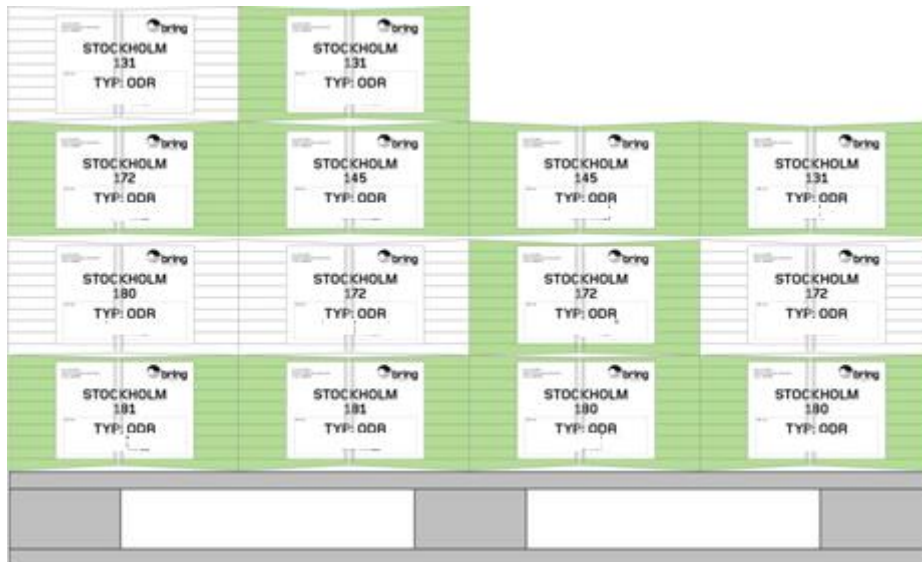 bring
STOCKHOLM
131
TYP: ODR
bring
STOCKHOLM
131
TYP: ODR
bring
STOCKHOLM
172
TYP: ODR
bring
STOCKHOLM
145
TYP: ODR
bring
STOCKHOLM
145
TYP: ODR
bring
STOCKHOLM
131
TYP: ODR
bring
STOCKHOLM
180
TYP: ODR
bring
STOCKHOLM
172
TYP: ODR
bring
STOCKHOLM
172
TYP: ODR
bring
STOCKHOLM
172
TYP: ODR
bring
STOCKHOLM
181
TYP: ODR
bring
STOCKHOLM
181
TYP: ODR
bring
STOCKHOLM
180
TYP: ODR
bring
STOCKHOLM
180
TYP: ODR